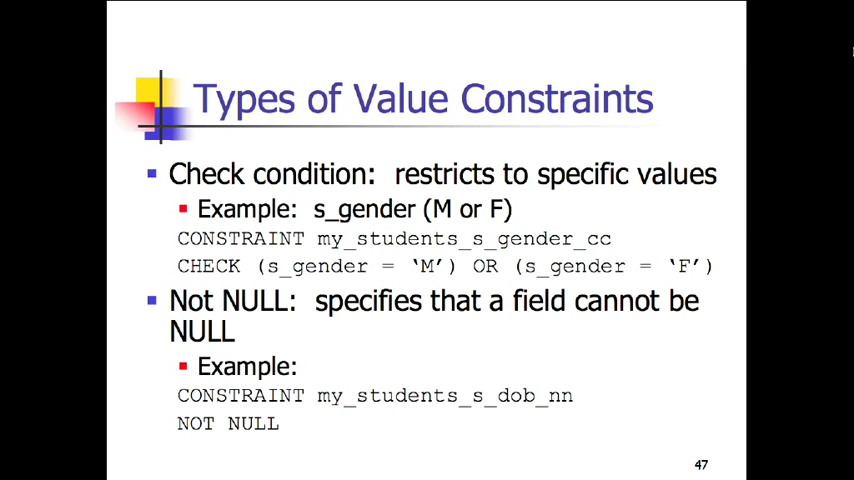 Types of Value Constraints
Check condition: restricts to specific values
Example: s_gender (M or F)
CONSTRAINT my_students_s_gender_cc
CHECK (s_gender = ‘M’) OR (s_gender = ‘F’)
Not NULL: specifies that a field cannot be
NULL
Example:
CONSTRAINT my_students_s_dob_nn
NOT NULL
47